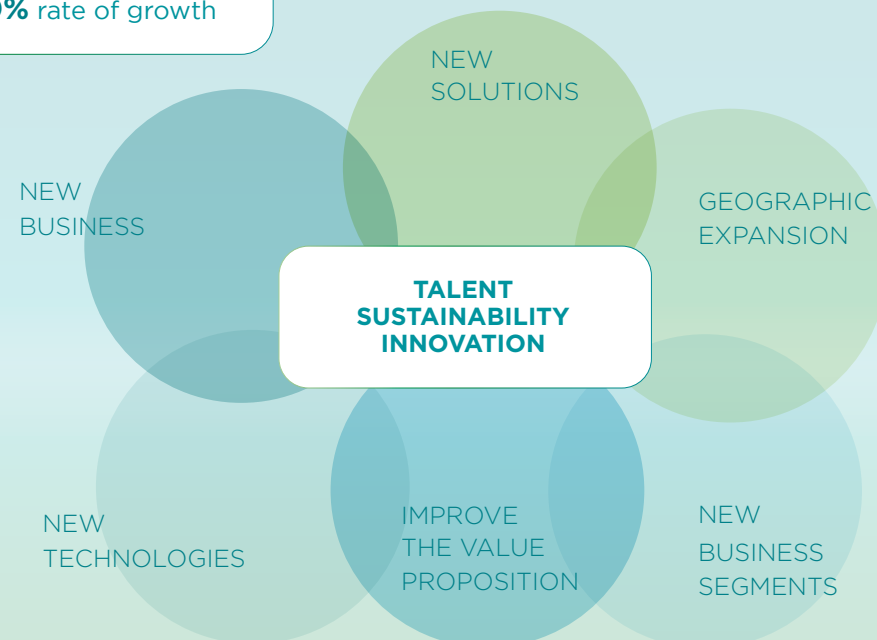 0% rate of growth
NEW
SOLUTIONS
NEW
BUSINESS
GEOGRAPHIC
EXPANSION
TALENT
SUSTAINABILITY
INNOVATION
NEW
TECHNOLOGIES
IMPROVE
THE VALUE
PROPOSITION
NEW
BUSINESS
SEGMENTS